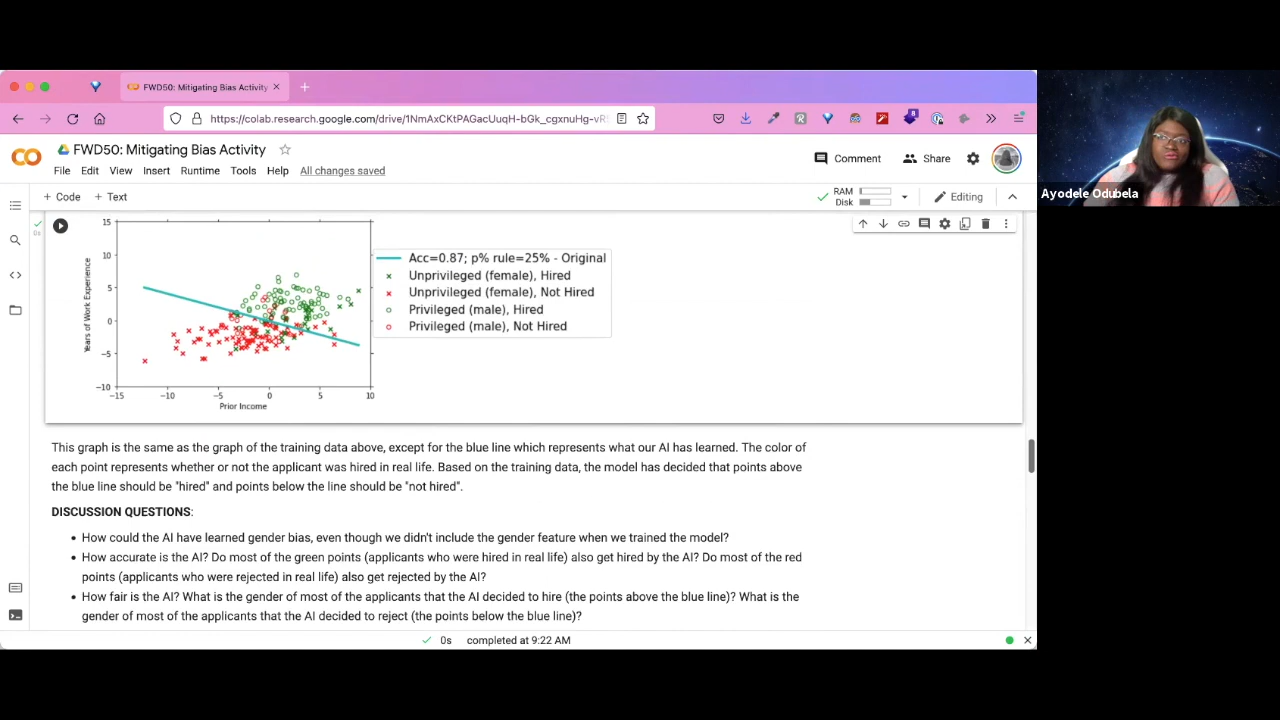 FWD50: Mitigating Bias Activity
https://colab.research.google.com/drive/1NmAxCKtPAGacUuqH-bGk_cgxnuHg-vR
FWD50: Mitigating Bias Activity
File Edit View Insert Runtime Tools Help All changes saved
Comment Share
+ Code + Text
RAM
Disk
Editing
Years of Work Experience
15
10
5
0
−5
−10
−15 −10 −5 0 5 10
Prior Income
Acc=0.87; p% rule=25% - Original
Unprivileged (female), Hired
Unprivileged (female), Not Hired
Privileged (male), Hired
Privileged (male), Not Hired
This graph is the same as the graph of the training data above, except for the blue line which represents what our AI has learned. The color of
each point represents whether or not the applicant was hired in real life. Based on the training data, the model has decided that points above
the blue line should be "hired" and points below the line should be "not hired".
DISCUSSION QUESTIONS:
• How could the AI have learned gender bias, even though we didn't include the gender feature when we trained the model?
• How accurate is the AI? Do most of the green points (applicants who were hired in real life) also get hired by the AI? Do most of the red
points (applicants who were rejected in real life) also get rejected by the AI?
• How fair is the AI? What is the gender of most of the applicants that the AI decided to hire (the points above the blue line)? What is the
gender of most of the applicants that the AI decided to reject (the points below the blue line)?
0s completed at 9:22 AM
Ayodele Odubela